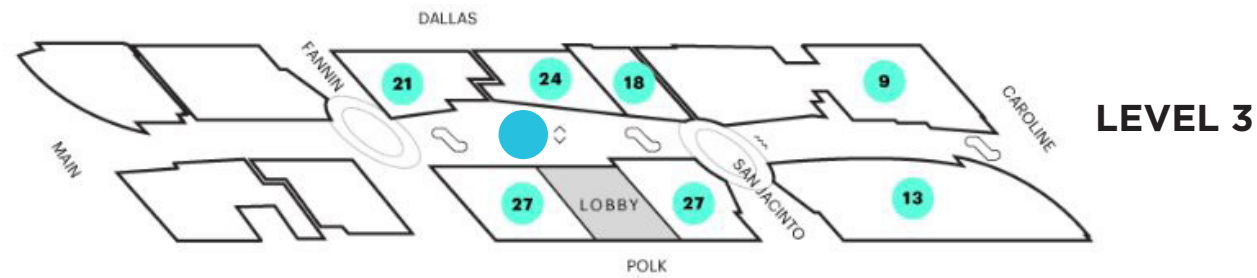 DALLAS
FANNIN
21
24
18
9
CAROLINE
LEVEL 3
MAIN
SAN JACINTO
27
LOBBY
27
13
POLK